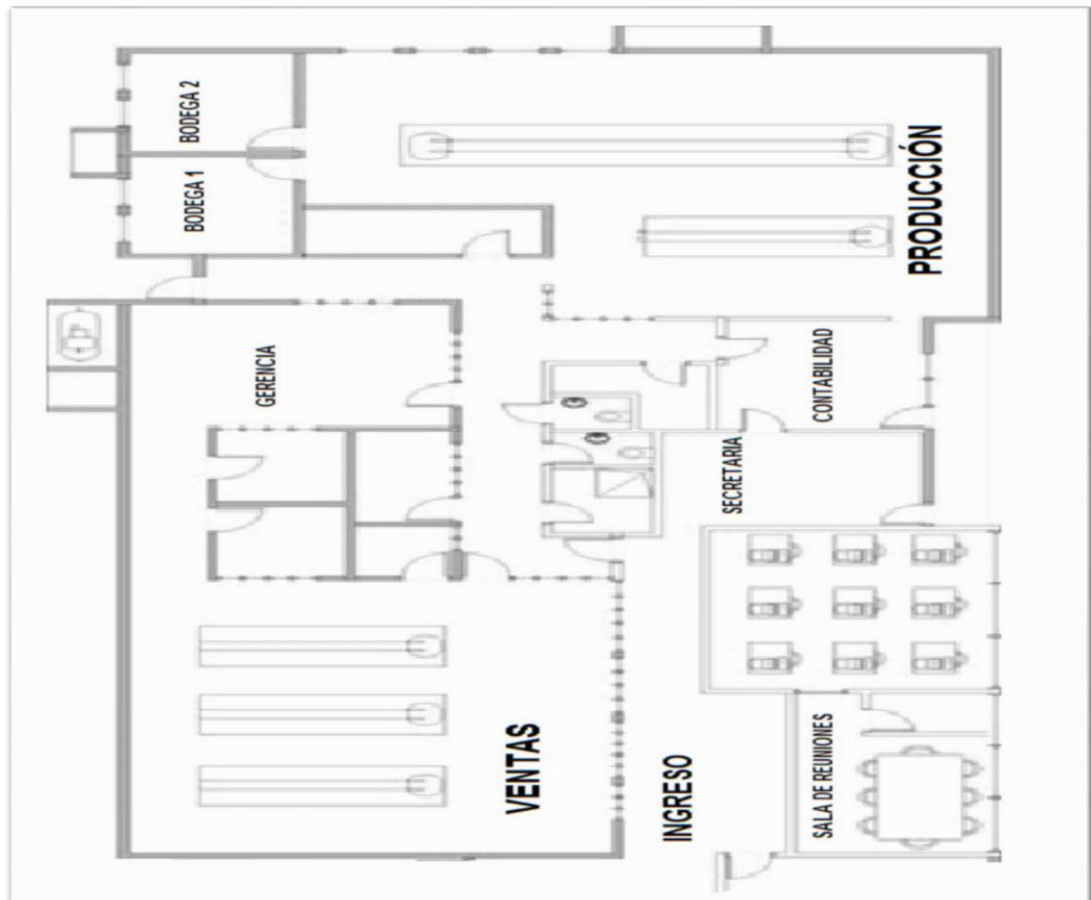 BODEGA 1
BODEGA 2
GERENCIA
VENTAS
INGRESO
SECRETARIA
SALA DE REUNIONES
CONTABILIDAD
PRODUCCIÓN